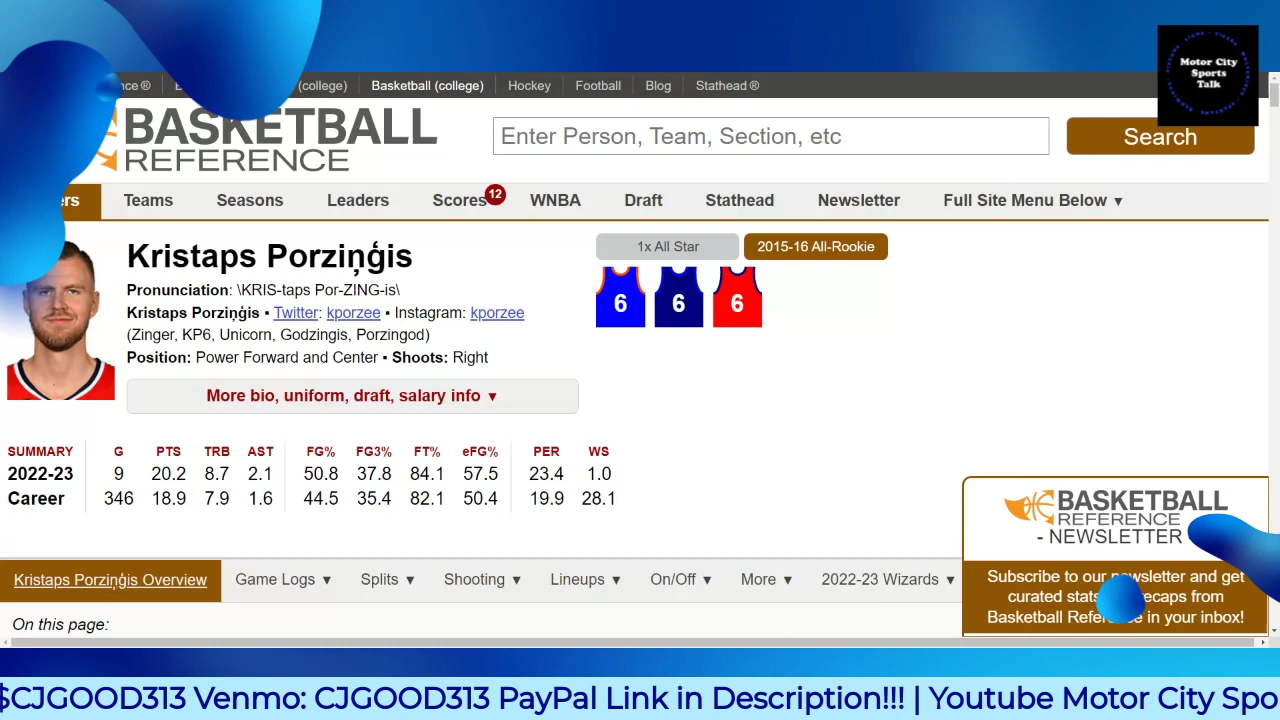 Motor City
Sports
Talk
(college) Basketball (college) Hockey Football Blog Stathead ®
BASKETBALL
REFERENCE
Enter Person, Team, Section, etc
Search
Teams Seasons Leaders Scores 12 WNBA Draft Stathead Newsletter Full Site Menu Below ▼
Kristaps Porziņģis
Pronunciation: \KRIS-taps Por-ZING-is\
Kristaps Porziņģis ▪ Twitter: kporzee ▪ Instagram: kporzee
(Zinger, KP6, Unicorn, Godzingis, Porzingod)
Position: Power Forward and Center ▪ Shoots: Right
More bio, uniform, draft, salary info ▼
1x All Star 2015-16 All-Rookie
6 6 6
SUMMARY G PTS TRB AST FG% FG3% FT% eFG% PER WS
2022-23 9 20.2 8.7 2.1 50.8 37.8 84.1 57.5 23.4 1.0
Career 346 18.9 7.9 1.6 44.5 35.4 82.1 50.4 19.9 28.1
BASKETBALL
REFERENCE
- NEWSLETTER
Subscribe to our newsletter and get
curated stats recaps from
Basketball Reference in your inbox!
Kristaps Porziņģis Overview Game Logs ▼ Splits ▼ Shooting ▼ Lineups ▼ On/Off ▼ More ▼ 2022-23 Wizards ▼
On this page:
$CJGOOD313 Venmo: CJGOOD313 PayPal Link in Description!!! | Youtube Motor City Spo